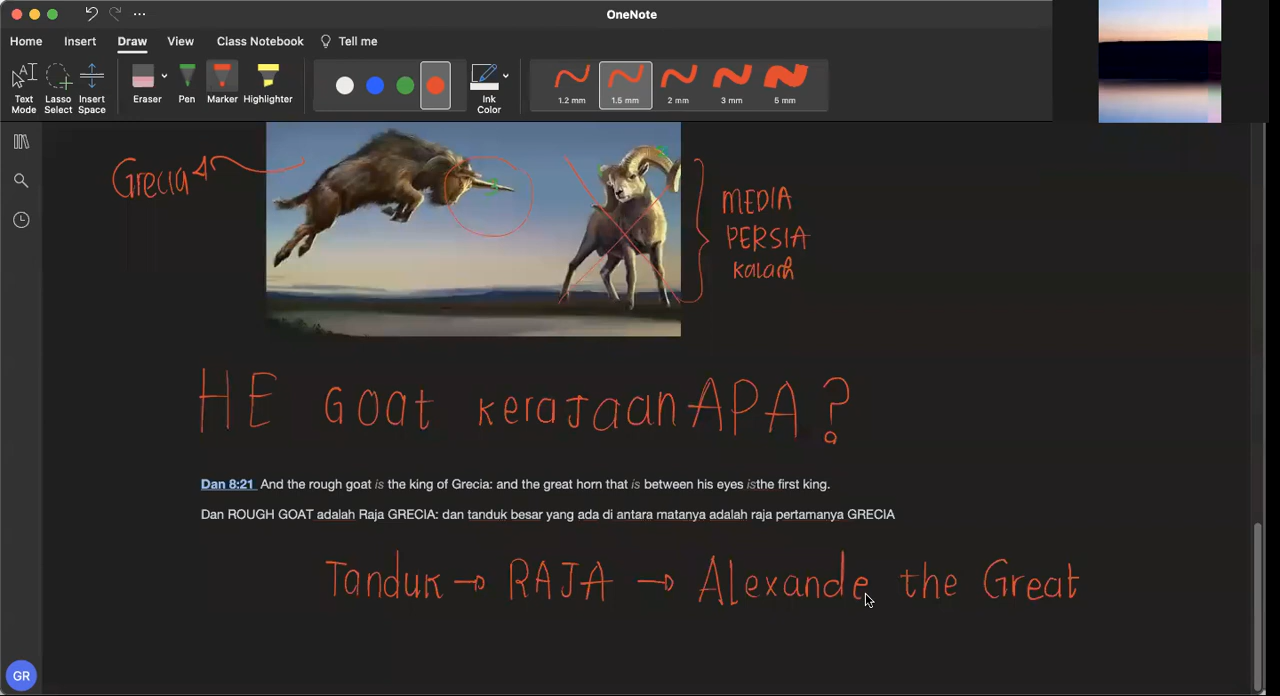 OneNote
Home Insert Draw View Class Notebook Tell me
Text Mode
Lasso Select
Insert Space
Eraser
Pen
Marker
Highlighter
Ink Color
1.2 mm
1.5 mm
2 mm
3 mm
5 mm
Grecia
MEDIA
PERSIA
Kalah
HE GOAT kerajaan APA ?
Dan 8:21 And the rough goat is the king of Grecia: and the great horn that is between his eyes isthe first king.
Dan ROUGH GOAT adalah Raja GRECIA: dan tanduk besar yang ada di antara matanya adalah raja pertamanya GRECIA
Tanduk → RAJA → Alexande the Great
GR